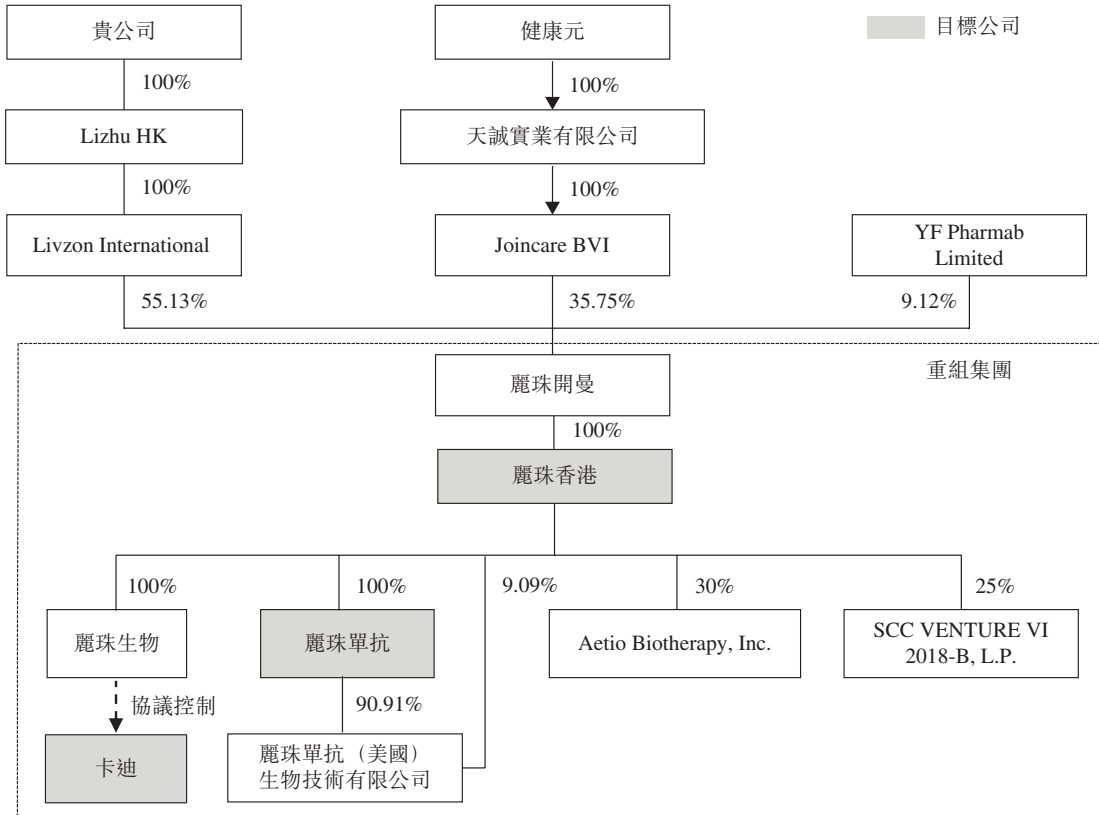 貴公司
健康元
目標公司
100%
100%
Lizhu HK
天誠實業有限公司
100%
100%
Livzon International
Joincare BVI
YF Pharmab
Limited
55.13%
35.75%
9.12%
重組集團
麗珠開曼
100%
麗珠香港
100%
100%
9.09%
30%
25%
麗珠生物
麗珠單抗
Aetio Biotherapy, Inc.
SCC VENTURE VI
2018-B, L.P.
協議控制
90.91%
卡迪
麗珠單抗（美國）
生物技術有限公司